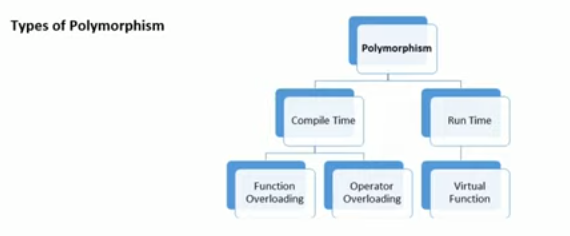 Types of Polymorphism
Polymorphism
Compile Time
Run Time
Function
Overloading
Operator
Overloading
Virtual
Function